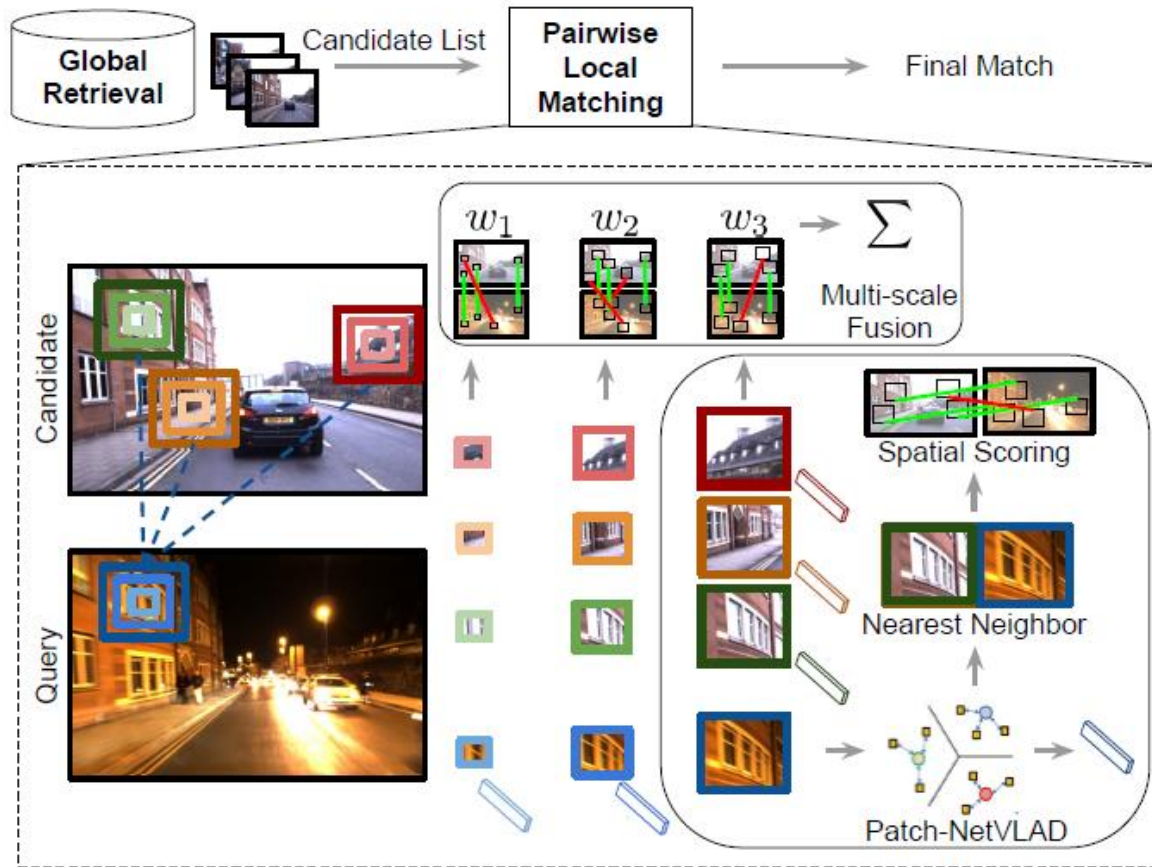 Global
Retrieval
Candidate List
Pairwise
Local
Matching
Final Match
w1
w2
w3
∑
Multi-scale
Fusion
Candidate
Query
Spatial Scoring
Nearest Neighbor
Patch-NetVLAD